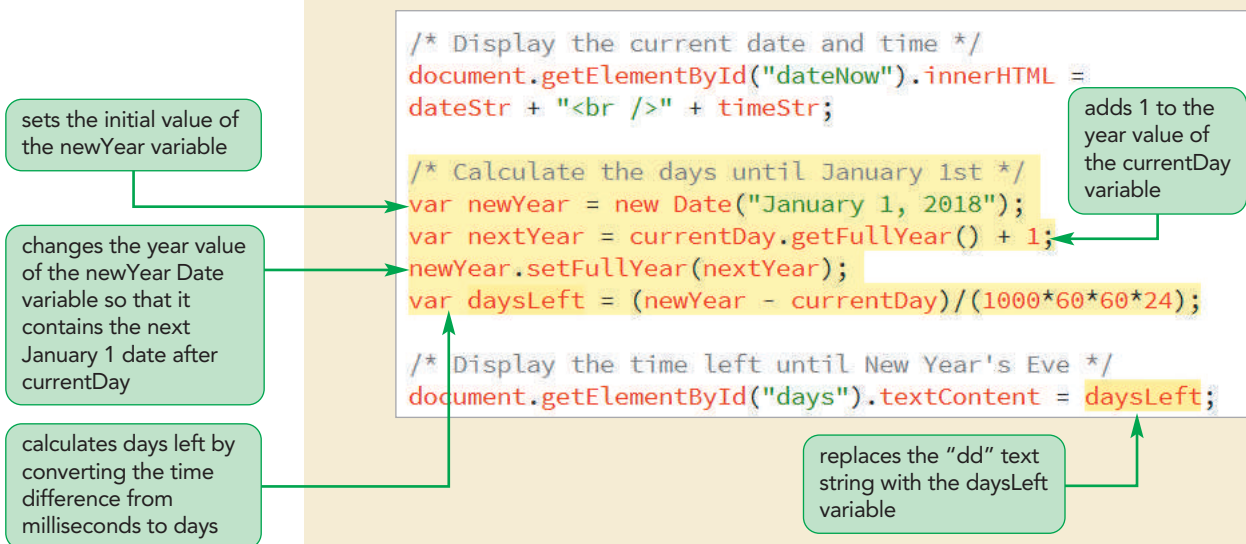 /* Display the current date and time */
document.getElementById("dateNow").innerHTML =
dateStr + "<br />" + timeStr;
/* Calculate the days until January 1st */
var newYear = new Date("January 1, 2018");
var nextYear = currentDay.getFullYear() + 1;
newYear.setFullYear(nextYear);
var daysLeft = (newYear - currentDay)/(1000*60*60*24);
/* Display the time left until New Year's Eve */
document.getElementById("days").textContent = daysLeft;
sets the initial value of
the newYear variable
changes the year value
of the newYear Date
variable so that it
contains the next
January 1 date after
currentDay
calculates days left by
converting the time
difference from
milliseconds to days
adds 1 to the
year value of
the currentDay
variable
replaces the “dd” text
string with the daysLeft
variable